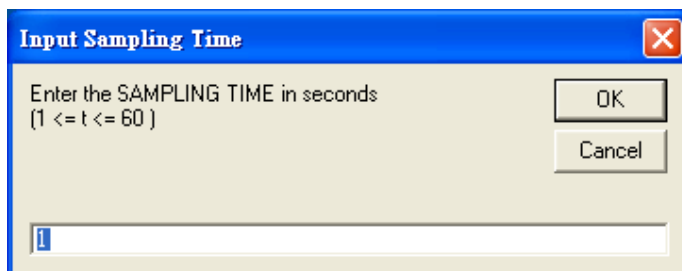 Input Sampling Time
Enter the SAMPLING TIME in seconds
(1 <= t <= 60 )
OK
Cancel
1